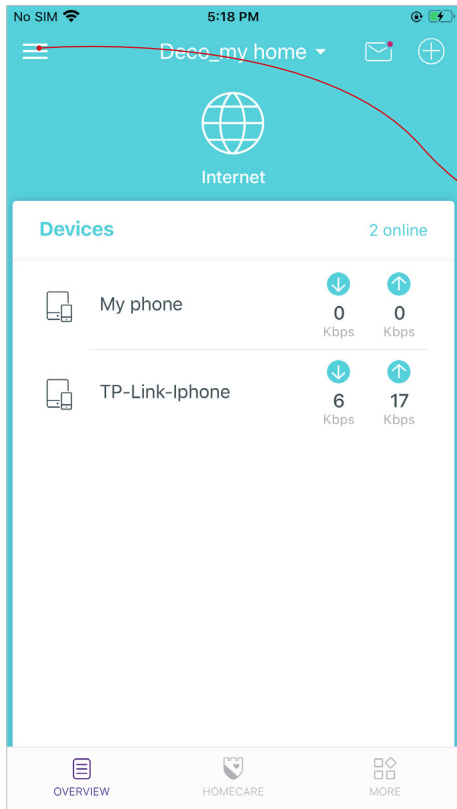 No SIM 5:18 PM
Deco_my home
Internet
Devices 2 online
My phone 0 Kbps 0 Kbps
TP-Link-Iphone 6 Kbps 17 Kbps
OVERVIEW HOMECARE MORE